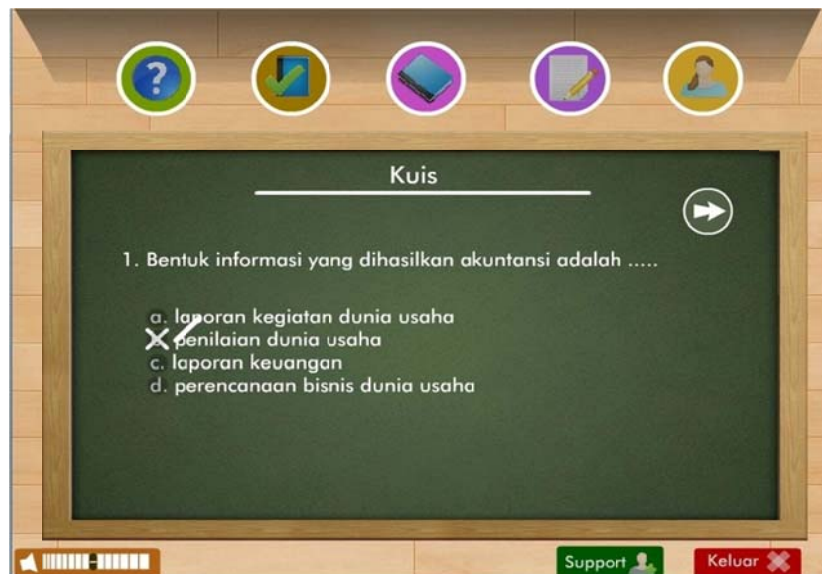 Kuis
1. Bentuk informasi yang dihasilkan akuntansi adalah .....
a. laporan kegiatan dunia usaha
penilaian dunia usaha
c. laporan keuangan
d. perencanaan bisnis dunia usaha
Support
Keluar